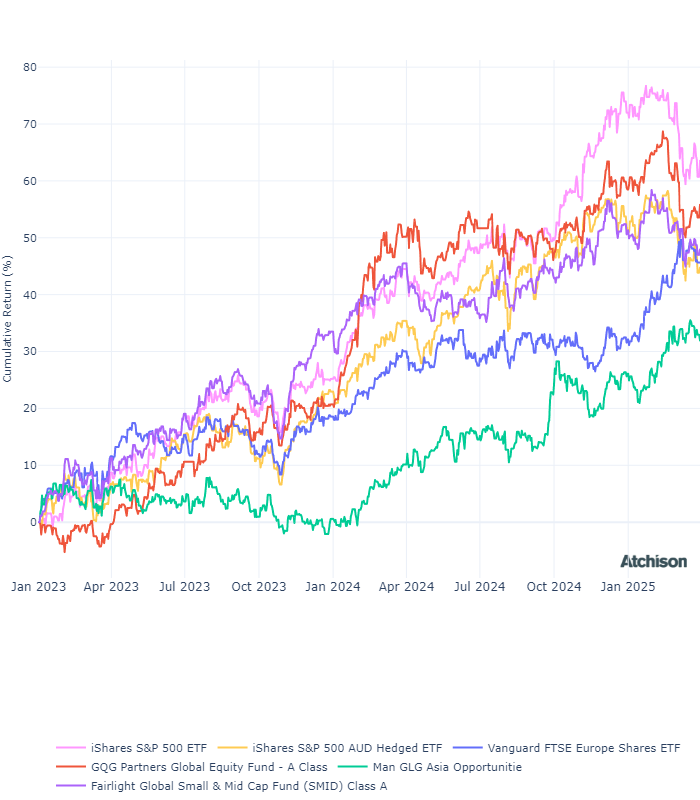 80
70
60
50
40
30
20
10
0
Cumulative Return (%)
Jan 2023 Apr 2023 Jul 2023 Oct 2023 Jan 2024 Apr 2024 Jul 2024 Oct 2024 Jan 2025
Atchison
iShares S&P 500 ETF iShares S&P 500 AUD Hedged ETF Vanguard FTSE Europe Shares ETF
GQG Partners Global Equity Fund - A Class Man GLG Asia Opportunitie
Fairlight Global Small & Mid Cap Fund (SMID) Class A